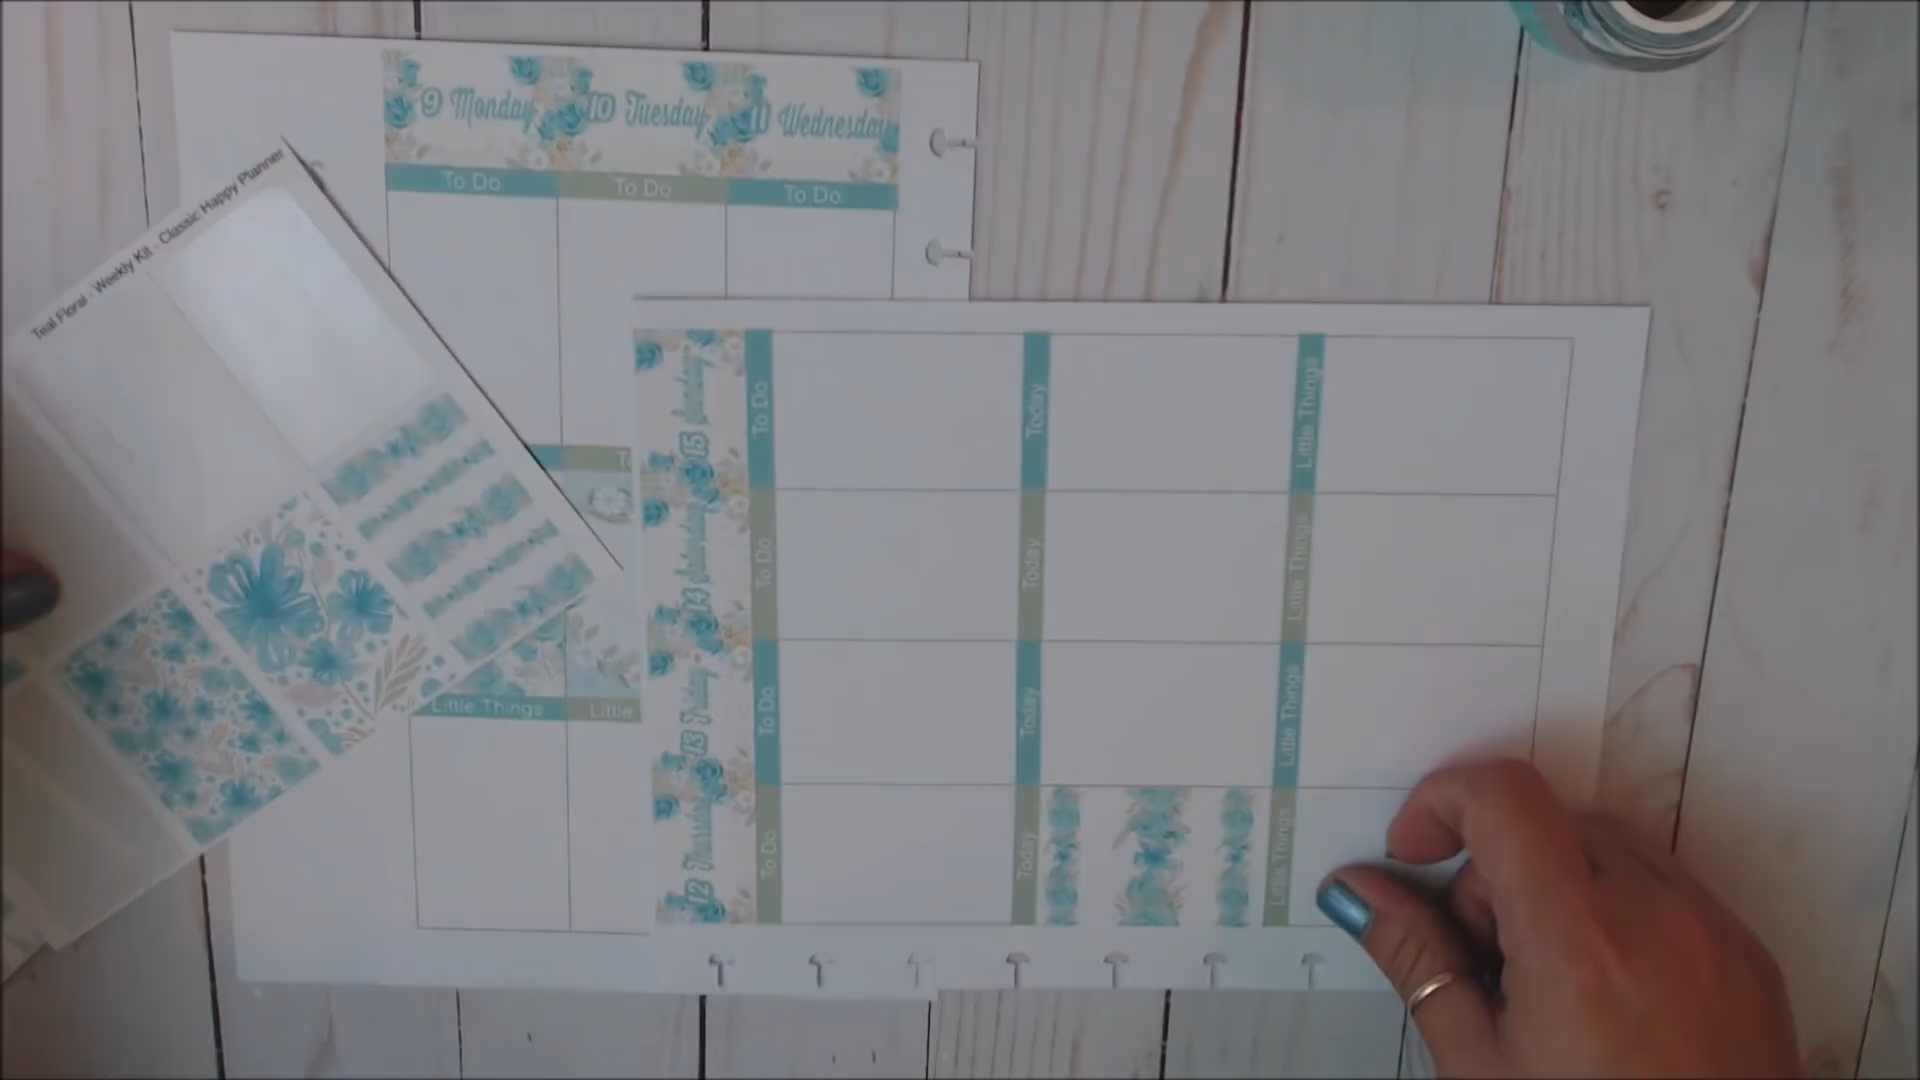 9 Monday 10 Tuesday 11 Wednesday
To Do To Do To Do
Teal Floral - Weekly Kit - Classic Happy Planner
Little Things Little
12 Thursday 13 Friday 14 Saturday 15 Sunday
To Do To Do To Do To Do
Today Today Today Today
Little Things Little Things Little Things Little Things